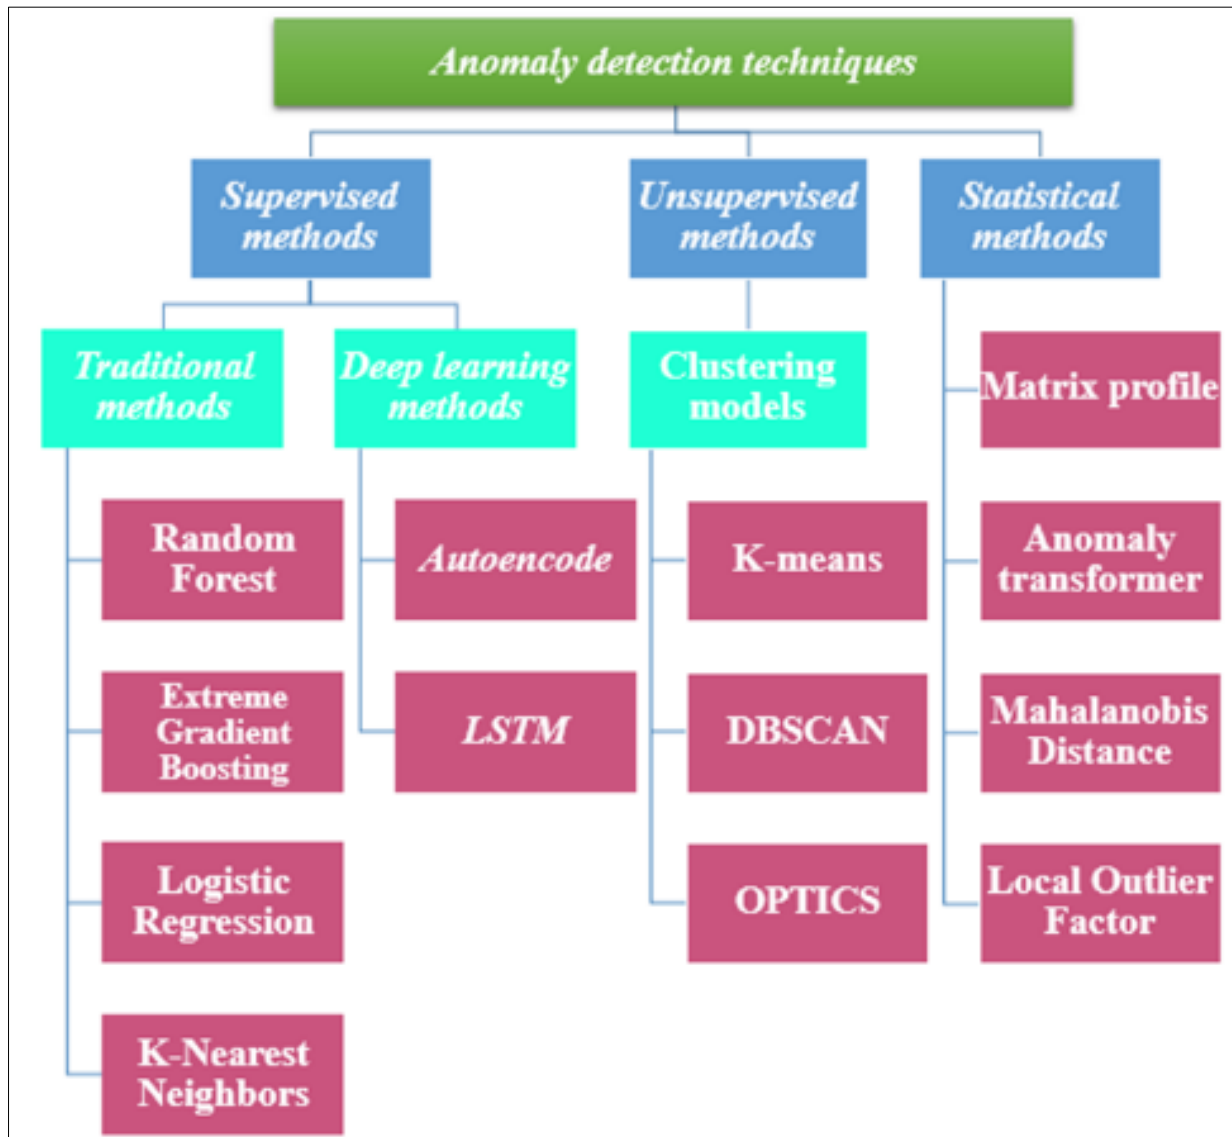 Anomaly detection techniques
Supervised
methods
Unsupervised
methods
Statistical
methods
Traditional
methods
Deep learning
methods
Clustering
models
Matrix profile
Random
Forest
Autoencode
K-means
Anomaly
transformer
Extreme
Gradient
Boosting
LSTM
DBSCAN
Mahalanobis
Distance
Logistic
Regression
OPTICS
Local Outlier
Factor
K-Nearest
Neighbors